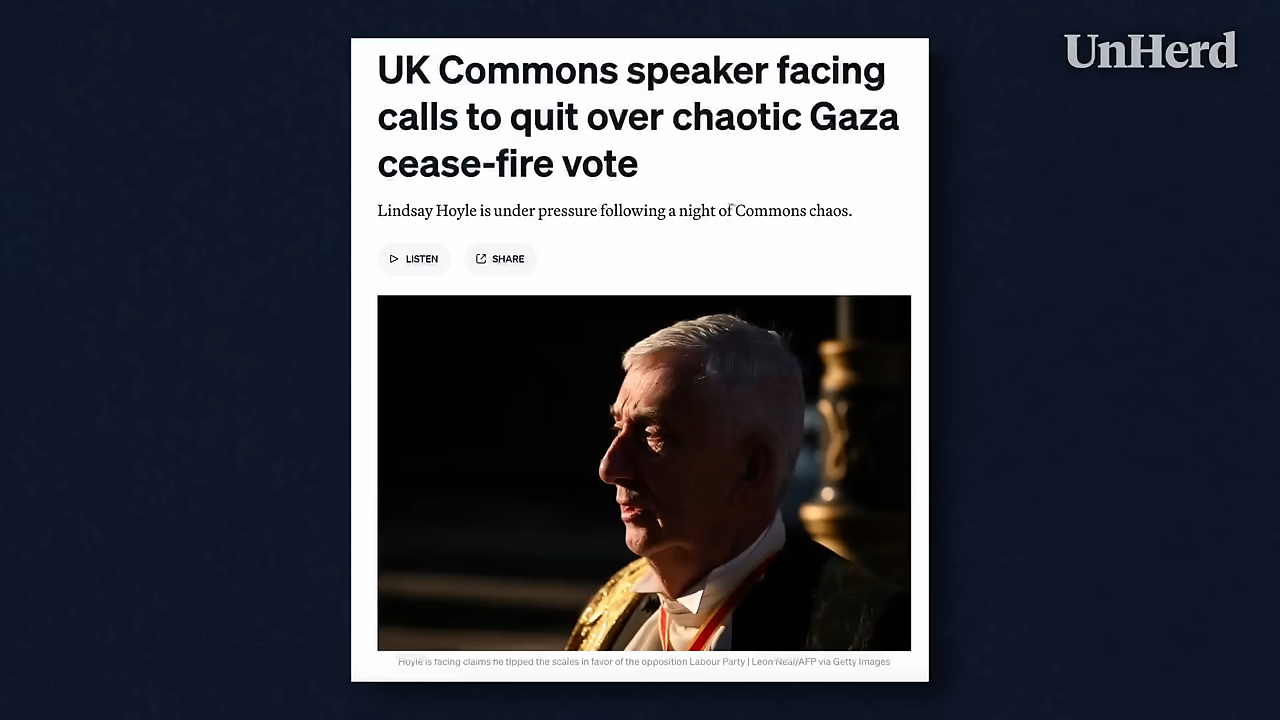 UnHerd
UK Commons speaker facing
calls to quit over chaotic Gaza
cease-fire vote
Lindsay Hoyle is under pressure following a night of Commons chaos.
LISTEN
SHARE
Hoyle is facing claims he tipped the scales in favor of the opposition Labour Party | Leon Neal/AFP via Getty Images